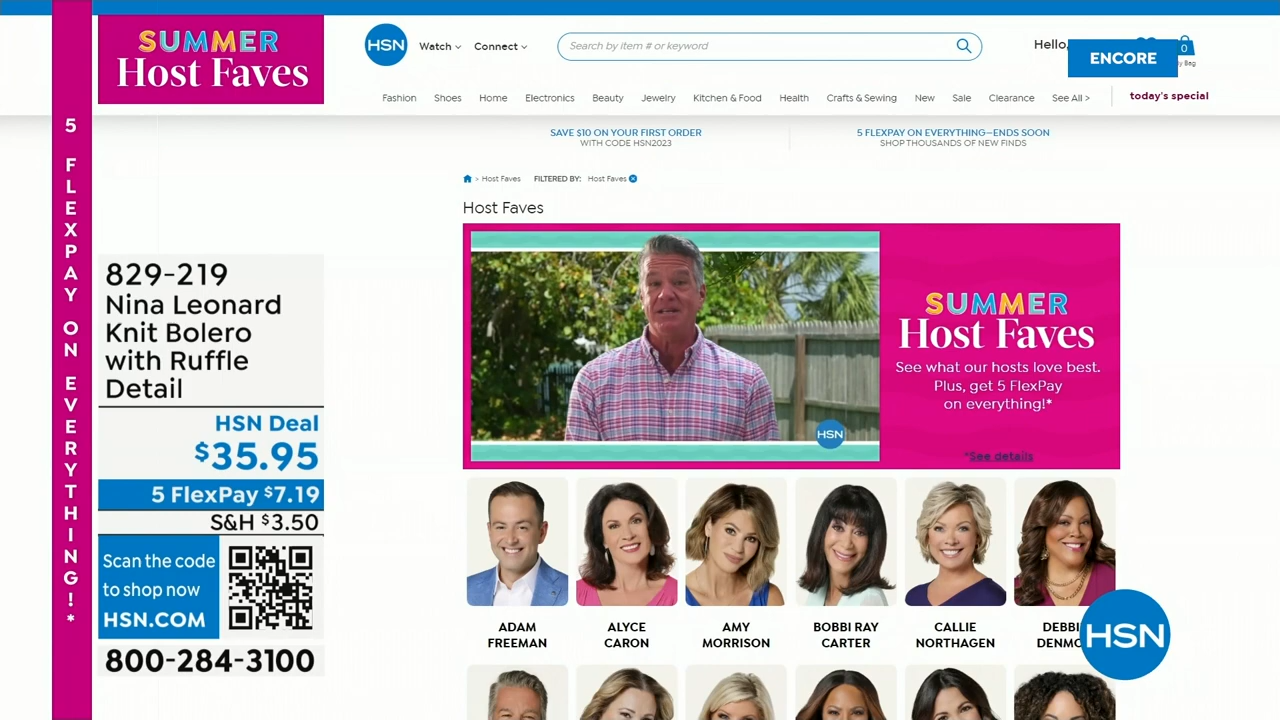 5 FLEXPAY ON EVERYTHING!*
SUMMER
Host Faves
829-219
Nina Leonard
Knit Bolero
with Ruffle
Detail
HSN Deal
$35.95
5 FlexPay $7.19
S&H $3.50
Scan the code
to shop now
HSN.COM
800-284-3100
HSN
Watch
Connect
Search by item # or keyword
Hello,
ENCORE
0
Bag
Fashion
Shoes
Home
Electronics
Beauty
Jewelry
Kitchen & Food
Health
Crafts & Sewing
New
Sale
Clearance
See All >
today's special
SAVE $10 ON YOUR FIRST ORDER
WITH CODE HSN2023
5 FLEXPAY ON EVERYTHING—ENDS SOON
SHOP THOUSANDS OF NEW FINDS
> Host Faves
FILTERED BY: Host Faves
Host Faves
HSN
SUMMER
Host Faves
See what our hosts love best.
Plus, get 5 FlexPay
on everything!*
*See details
ADAM
FREEMAN
ALYCE
CARON
AMY
MORRISON
BOBBI RAY
CARTER
CALLIE
NORTHAGEN
HSN